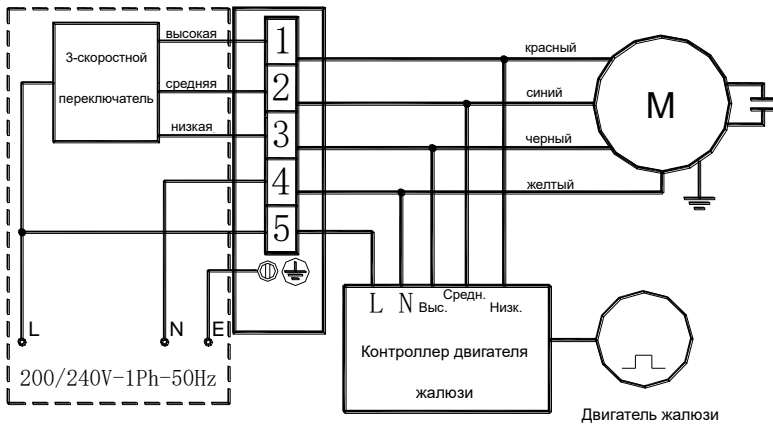 3-скоростной
переключатель
высокая
средняя
низкая
1
2
3
4
5
красный
синий
черный
желтый
M
L
N
E
200/240V-1Ph-50Hz
L N Выс. Средн. Низк.
Контроллер двигателя
жалюзи
Двигатель жалюзи